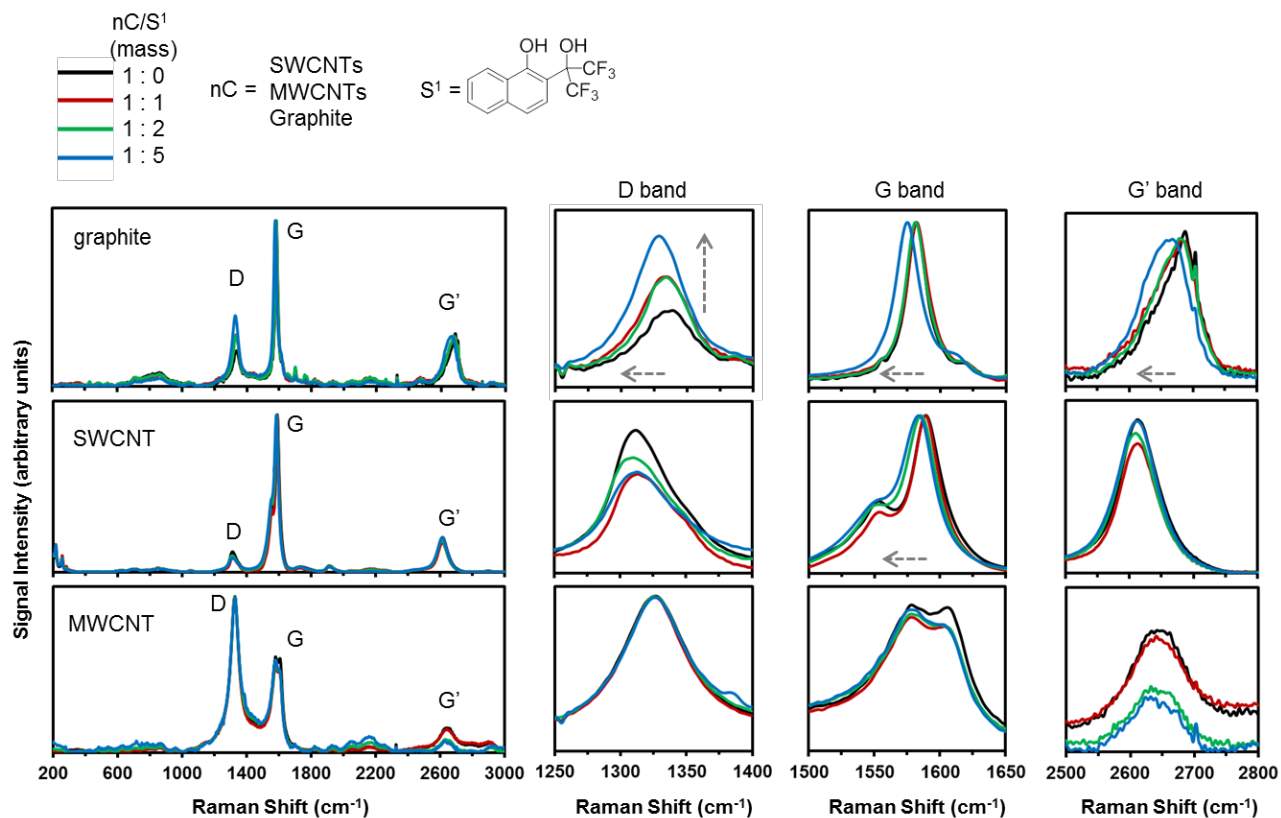 nC/S¹
(mass)
1 : 0
1 : 1
1 : 2
1 : 5
nC =
SWCNTs
MWCNTs
Graphite
S¹ =
OH OH
CF₃
CF₃
D band
G band
G' band
graphite
D
G
G'
SWCNT
D
G
G'
MWCNT
D
G
G'
Signal Intensity (arbitrary units)
200 600 1000 1400 1800 2200 2600 3000
1250 1300 1350 1400
1500 1550 1600 1650
2500 2600 2700 2800
Raman Shift (cm⁻¹)
Raman Shift (cm⁻¹)
Raman Shift (cm⁻¹)
Raman Shift (cm⁻¹)